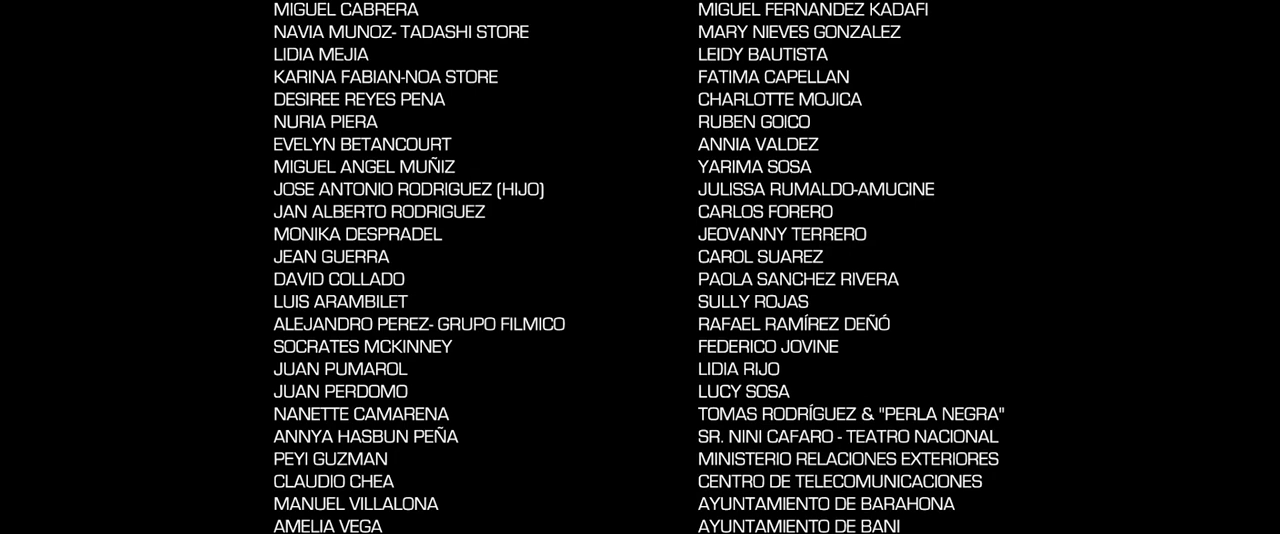 MIGUEL CABRERA
NAVIA MUNOZ- TADASHI STORE
LIDIA MEJIA
KARINA FABIAN-NOA STORE
DESIREE REYES PENA
NURIA PIERA
EVELYN BETANCOURT
MIGUEL ANGEL MUÑIZ
JOSE ANTONIO RODRIGUEZ (HIJO)
JAN ALBERTO RODRIGUEZ
MONIKA DESPRADEL
JEAN GUERRA
DAVID COLLADO
LUIS ARAMBILET
ALEJANDRO PEREZ- GRUPO FILMICO
SOCRATES MCKINNEY
JUAN PUMAROL
JUAN PERDOMO
NANETTE CAMARENA
ANNYA HASBUN PEÑA
PEYI GUZMAN
CLAUDIO CHEA
MANUEL VILLALONA
AMELIA VEGA
MIGUEL FERNANDEZ KADAFI
MARY NIEVES GONZALEZ
LEIDY BAUTISTA
FATIMA CAPELLAN
CHARLOTTE MOJICA
RUBEN GOICO
ANNIA VALDEZ
YARIMA SOSA
JULISSA RUMALDO-AMUCINE
CARLOS FORERO
JEOVANNY TERRERO
CAROL SUAREZ
PAOLA SANCHEZ RIVERA
SULLY ROJAS
RAFAEL RAMÍREZ DEÑÓ
FEDERICO JOVINE
LIDIA RIJO
LUCY SOSA
TOMAS RODRÍGUEZ & "PERLA NEGRA"
SR. NINI CAFARO - TEATRO NACIONAL
MINISTERIO RELACIONES EXTERIORES
CENTRO DE TELECOMUNICACIONES
AYUNTAMIENTO DE BARAHONA
AYUNTAMIENTO DE BANI